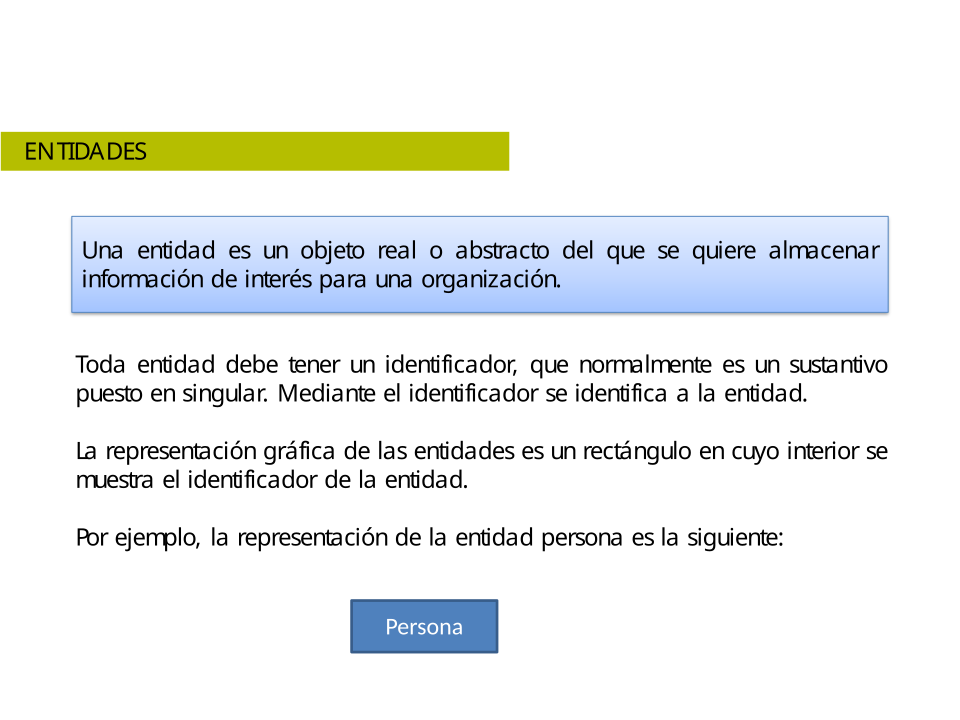 ENTIDADES
Una entidad es un objeto real o abstracto del que se quiere almacenar
información de interés para una organización.
Toda entidad debe tener un identificador, que normalmente es un sustantivo
puesto en singular. Mediante el identificador se identifica a la entidad.
La representación gráfica de las entidades es un rectángulo en cuyo interior se
muestra el identificador de la entidad.
Por ejemplo, la representación de la entidad persona es la siguiente:
Persona